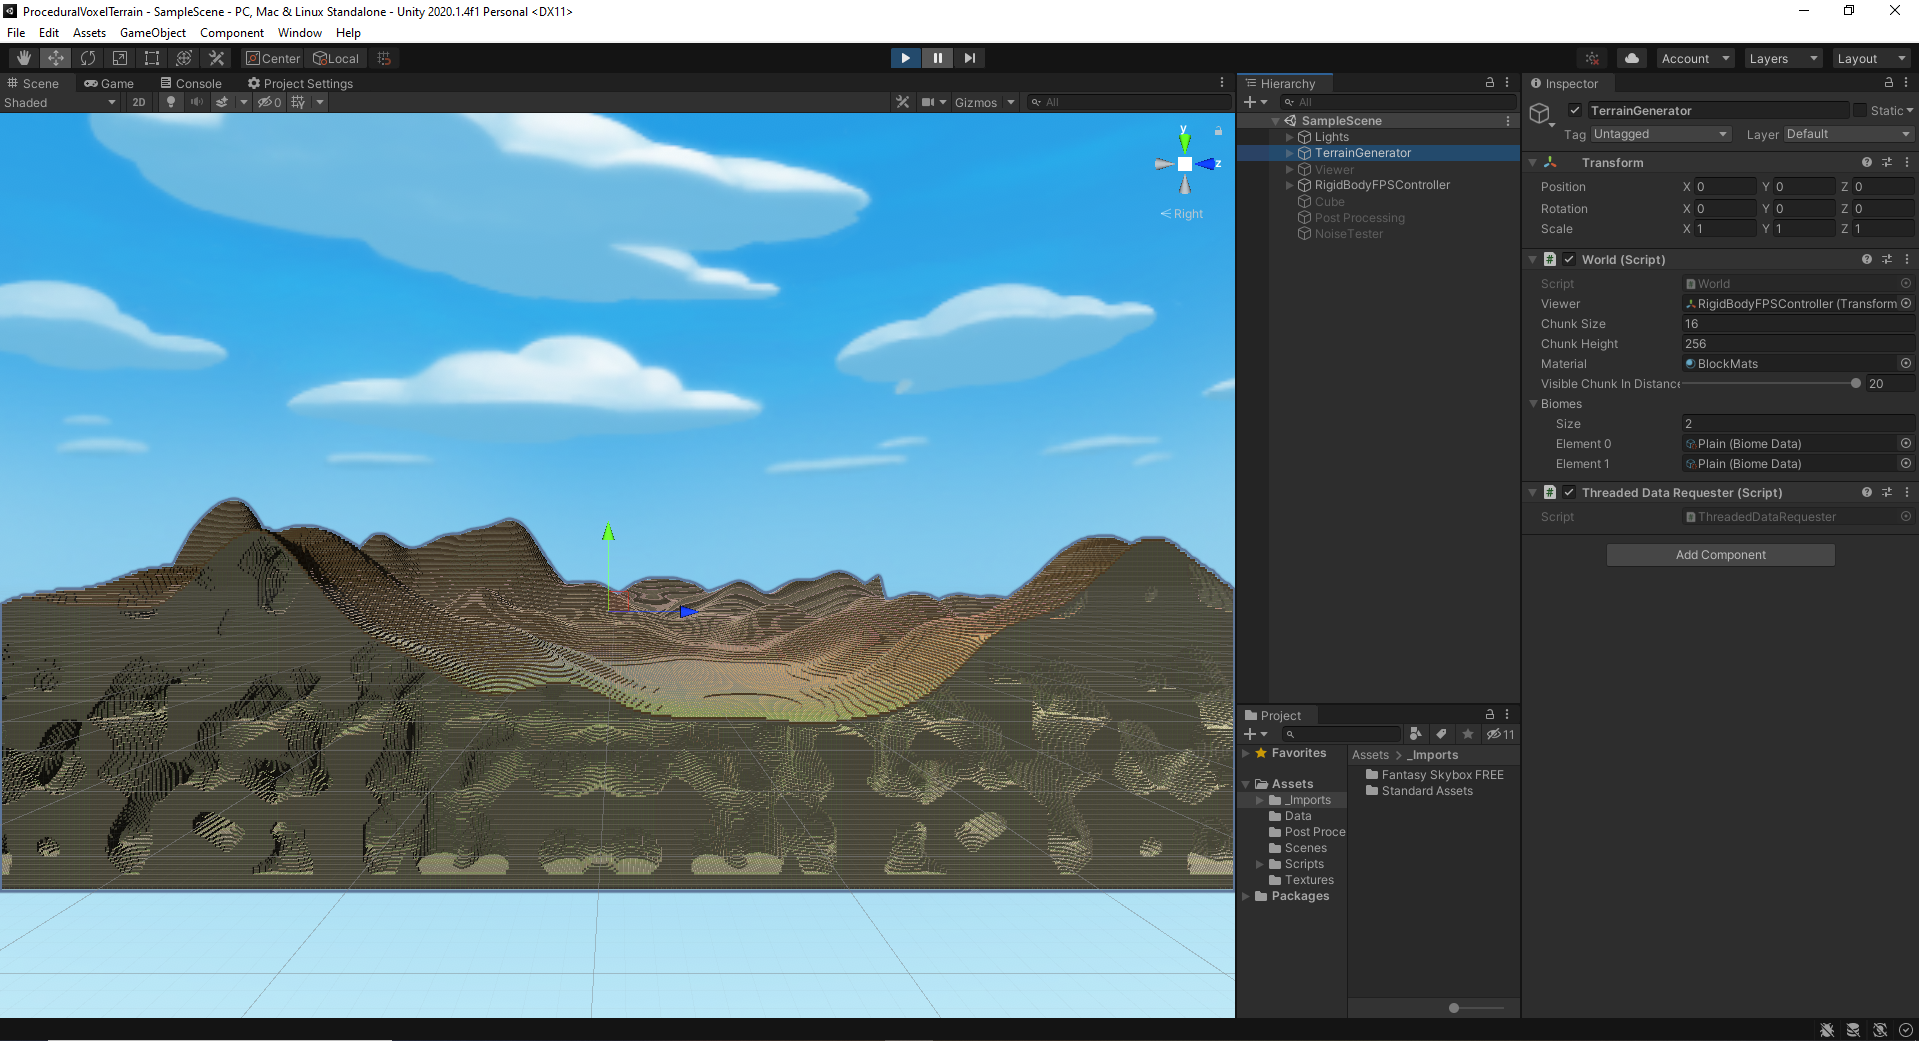 ProceduralVoxelTerrain - SampleScene - PC, Mac & Linux Standalone - Unity 2020.1.4f1 Personal <DX11>
File Edit Assets GameObject Component Window Help
Center Local Account Layers Layout
Scene Game Console Project Settings
Shaded 2D 0 Gizmos All
y
z
Right
Hierarchy
All
SampleScene
Lights
TerrainGenerator
Viewer
RigidBodyFPSController
Cube
Post Processing
NoiseTester
Project
11
Favorites
Assets
_Imports
Data
Post Proce
Scenes
Scripts
Textures
Packages
Assets > _Imports
Fantasy Skybox FREE
Standard Assets
Inspector
TerrainGenerator Static
Tag Untagged Layer Default
Transform
Position X 0 Y 0 Z 0
Rotation X 0 Y 0 Z 0
Scale X 1 Y 1 Z 1
World (Script)
Script World
Viewer RigidBodyFPSController (Transform
Chunk Size 16
Chunk Height 256
Material BlockMats
Visible Chunk In Distance 20
Biomes
Size 2
Element 0 Plain (Biome Data)
Element 1 Plain (Biome Data)
Threaded Data Requester (Script)
Script ThreadedDataRequester
Add Component